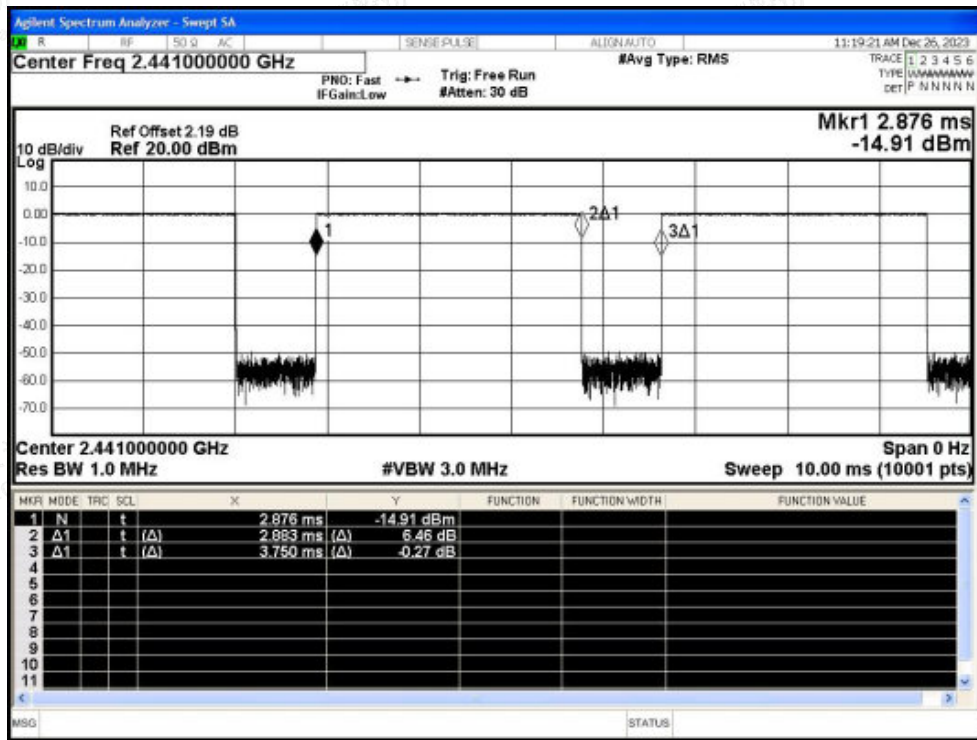 Agilent Spectrum Analyzer - Swept SA
R RF 50 Ω AC SENSE:PULSE ALIGN AUTO 11:19:21 AM Dec 26, 2023
Center Freq 2.441000000 GHz #Avg Type: RMS TRACE 1 2 3 4 5 6
PNO: Fast Trig: Free Run TYPE
IFGain:Low #Atten: 30 dB DET P N N N N N
Mkr1 2.876 ms
Ref Offset 2.19 dB
10 dB/div Ref 20.00 dBm -14.91 dBm
Log
10.0
0.00
2Δ1
1
3Δ1
-10.0
-20.0
-30.0
-40.0
-50.0
-60.0
-70.0
Center 2.441000000 GHz Span 0 Hz
Res BW 1.0 MHz #VBW 3.0 MHz Sweep 10.00 ms (10001 pts)
MKR MODE TRC SCL X Y FUNCTION FUNCTION WIDTH FUNCTION VALUE
1 N t 2.876 ms -14.91 dBm
2 Δ1 t (Δ) 2.883 ms (Δ) 6.46 dB
3 Δ1 t (Δ) 3.750 ms (Δ) -0.27 dB
4
5
6
7
8
9
10
11
MSG STATUS